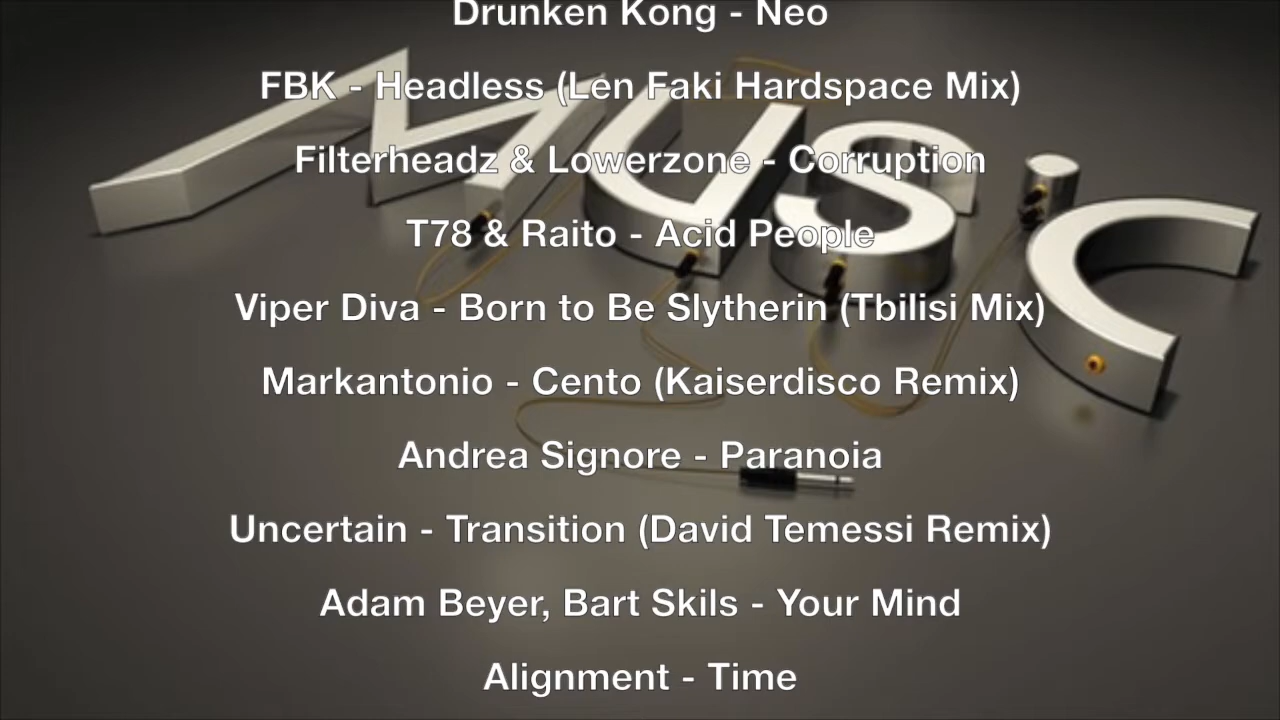 Drunken Kong - Neo
FBK - Headless (Len Faki Hardspace Mix)
Filterheadz & Lowerzone - Corruption
T78 & Raito - Acid People
Viper Diva - Born to Be Slytherin (Tbilisi Mix)
Markantonio - Cento (Kaiserdisco Remix)
Andrea Signore - Paranoia
Uncertain - Transition (David Temessi Remix)
Adam Beyer, Bart Skils - Your Mind
Alignment - Time
Music